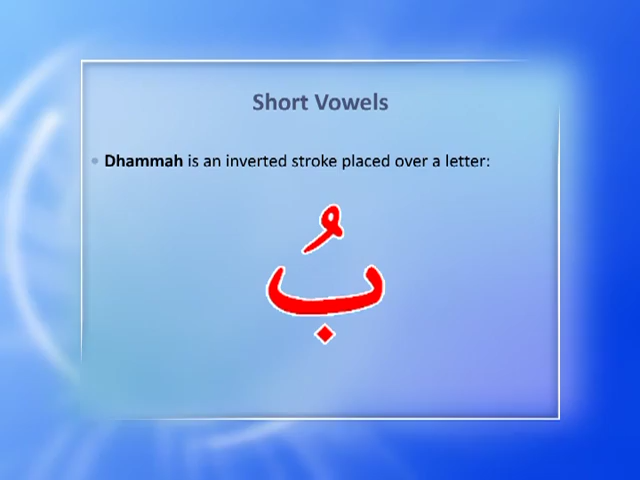 Short Vowels
• Dhammah is an inverted stroke placed over a letter:
بُ